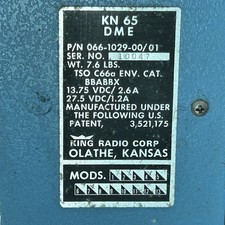 KN 65
DME
P/N 066-1029-00/01
SER. NO. 10047
WT. 7.6 LBS.
TSO C66a ENV. CAT.
BBABBX
13.75 VDC/ 2.6A
27.5 VDC/1.2A
MANUFACTURED UNDER
THE FOLLOWING U.S.
PATENT, 3,521,175
KING RADIO CORP
OLATHE, KANSAS
MODS.